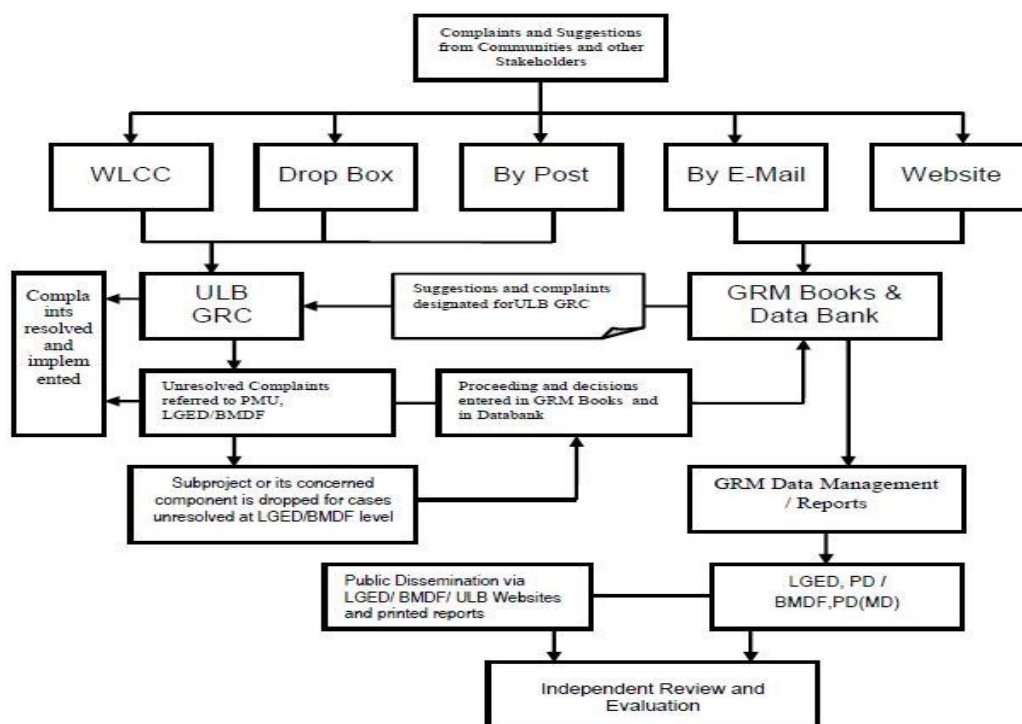 Complaints and Suggestions
from Communities and other
Stakeholders
WLCC
Drop Box
By Post
By E-Mail
Website
Compla
ints
resolved
and
implem
ented
ULB
GRC
Suggestions and complaints
designated forULB GRC
GRM Books &
Data Bank
Unresolved Complaints
referred to PMU,
LGED/BMDF
Proceeding and decisions
entered in GRM Books and
in Databank
Subproject or its concerned
component is dropped for cases
unresolved at LGED/BMDF level
GRM Data Management
/ Reports
Public Dissemination via
LGED/ BMDF/ ULB Websites
and printed reports
LGED, PD /
BMDF,PD(MD)
Independent Review and
Evaluation